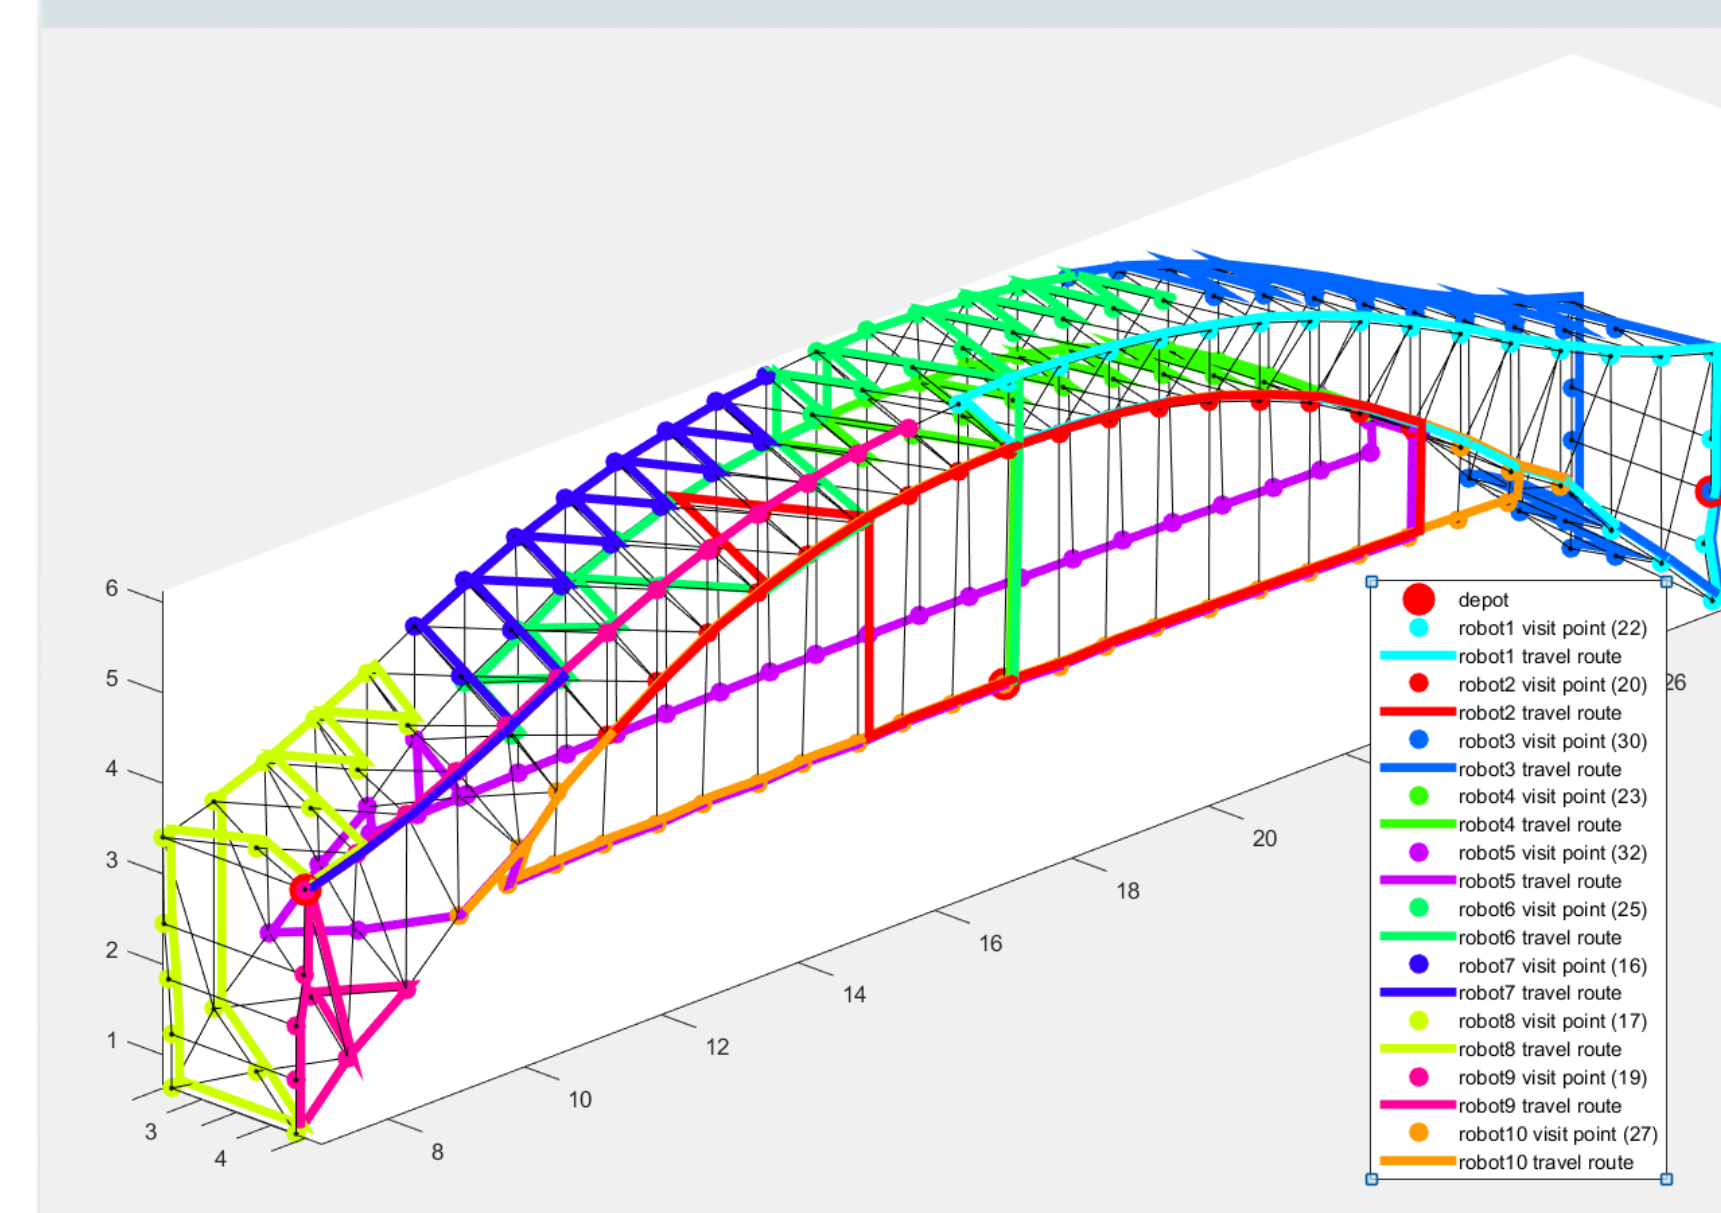 6
5
4
3
2
1
3
4
8
10
12
14
16
18
20
26
depot
robot1 visit point (22)
robot1 travel route
robot2 visit point (20)
robot2 travel route
robot3 visit point (30)
robot3 travel route
robot4 visit point (23)
robot4 travel route
robot5 visit point (32)
robot5 travel route
robot6 visit point (25)
robot6 travel route
robot7 visit point (16)
robot7 travel route
robot8 visit point (17)
robot8 travel route
robot9 visit point (19)
robot9 travel route
robot10 visit point (27)
robot10 travel route